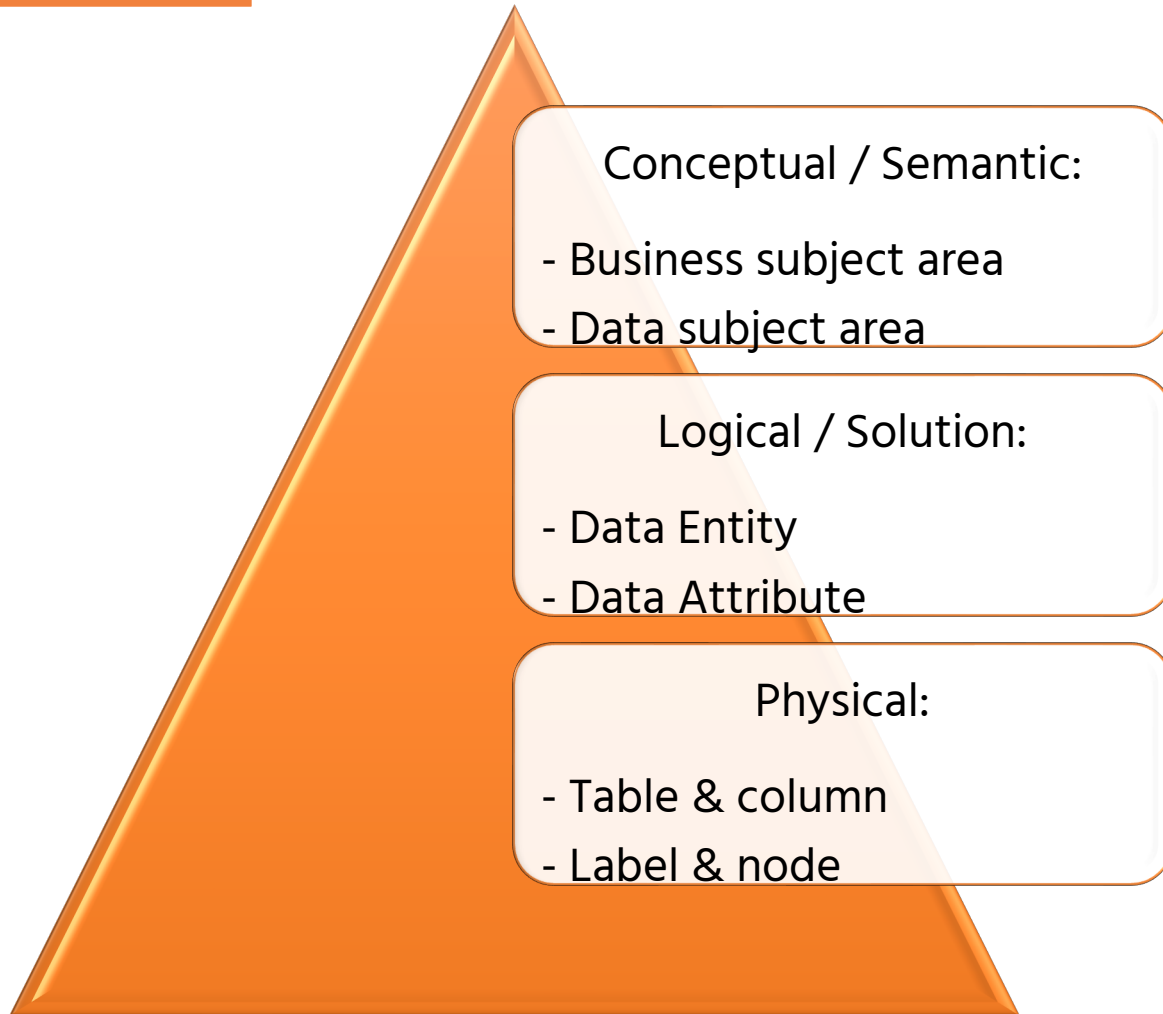 Conceptual / Semantic:
- Business subject area
- Data subject area
Logical / Solution:
- Data Entity
- Data Attribute
Physical:
- Table & column
- Label & node